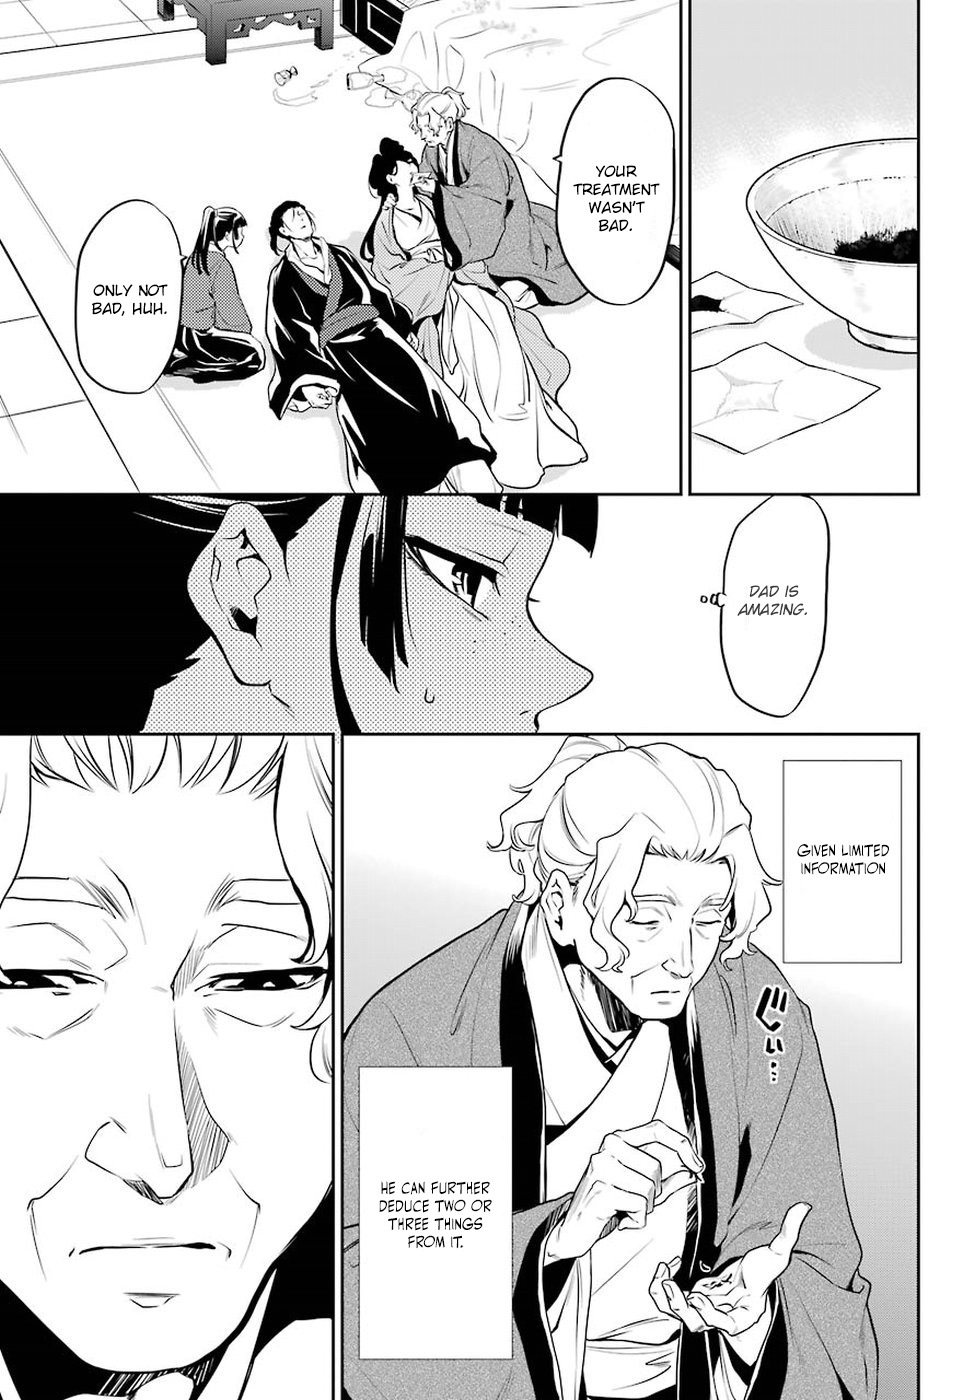 YOUR
TREATMENT
WASN'T
BAD.
ONLY NOT
BAD, HUH.
DAD IS
AMAZING.
GIVEN LIMITED
INFORMATION
じぃ…
HE CAN FURTHER
DEDUCE TWO OR
THREE THINGS
FROM IT.